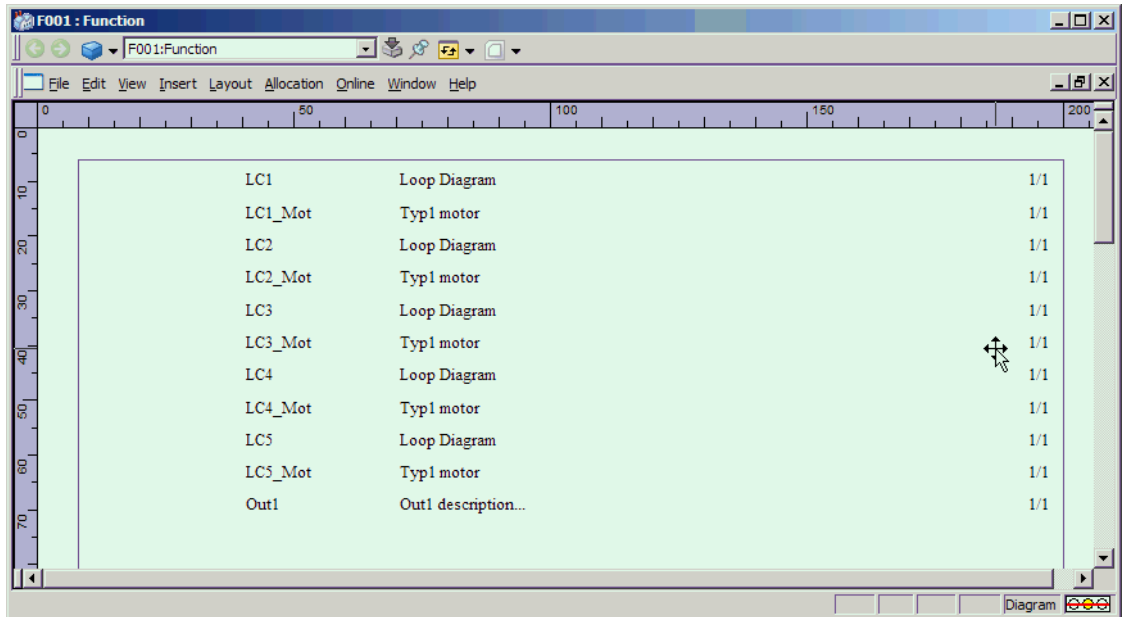 F001 : Function
F001:Function
File Edit View Insert Layout Allocation Online Window Help
0 50 100 150 200
0
10
20
30
40
50
60
70
LC1 Loop Diagram 1/1
LC1_Mot Typ1 motor 1/1
LC2 Loop Diagram 1/1
LC2_Mot Typ1 motor 1/1
LC3 Loop Diagram 1/1
LC3_Mot Typ1 motor 1/1
LC4 Loop Diagram 1/1
LC4_Mot Typ1 motor 1/1
LC5 Loop Diagram 1/1
LC5_Mot Typ1 motor 1/1
Out1 Out1 description... 1/1
Diagram